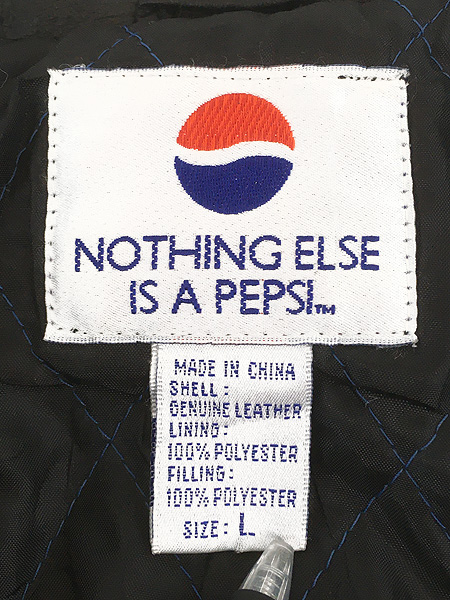 NOTHING ELSE
IS A PEPSI™
MADE IN CHINA
SHELL:
GENUINE LEATHER
LINING:
100% POLYESTER
FILLING:
100% POLYESTER
SIZE: L